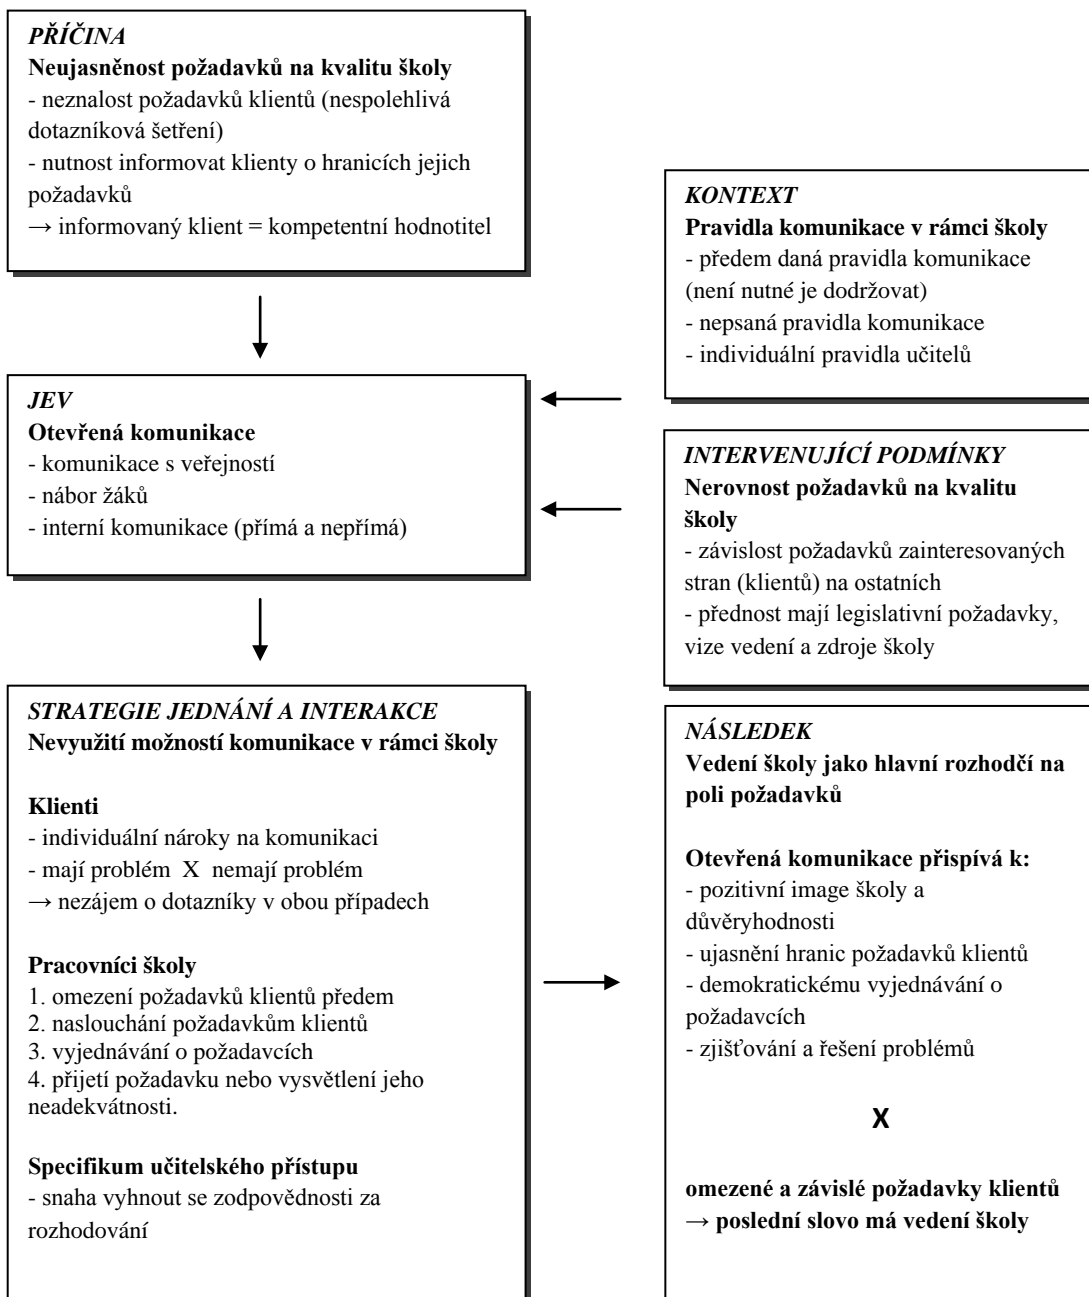 PŘÍČINA
Neujasněnost požadavků na kvalitu školy
- neznalost požadavků klientů (nespolehlivá
dotazníková šetření)
- nutnost informovat klienty o hranicích jejich
požadavků
→ informovaný klient = kompetentní hodnotitel
KONTEXT
Pravidla komunikace v rámci školy
- předem daná pravidla komunikace
(není nutné je dodržovat)
- nepsaná pravidla komunikace
- individuální pravidla učitelů
JEV
Otevřená komunikace
- komunikace s veřejností
- nábor žáků
- interní komunikace (přímá a nepřímá)
INTERVENUJÍCÍ PODMÍNKY
Nerovnost požadavků na kvalitu
školy
- závislost požadavků zainteresovaných
stran (klientů) na ostatních
- přednost mají legislativní požadavky,
vize vedení a zdroje školy
STRATEGIE JEDNÁNÍ A INTERAKCE
Nevyužití možností komunikace v rámci školy
Klienti
- individuální nároky na komunikaci
- mají problém X nemají problém
→ nezájem o dotazníky v obou případech
Pracovníci školy
1. omezení požadavků klientů předem
2. naslouchání požadavkům klientů
3. vyjednávání o požadavcích
4. přijetí požadavku nebo vysvětlení jeho
neadekvátnosti.
Specifikum učitelského přístupu
- snaha vyhnout se zodpovědnosti za
rozhodování
NÁSLEDEK
Vedení školy jako hlavní rozhodčí na
poli požadavků
Otevřená komunikace přispívá k:
- pozitivní image školy a
důvěryhodnosti
- ujasnění hranic požadavků klientů
- demokratickému vyjednávání o
požadavcích
- zjišťování a řešení problémů
X
omezené a závislé požadavky klientů
→ poslední slovo má vedení školy